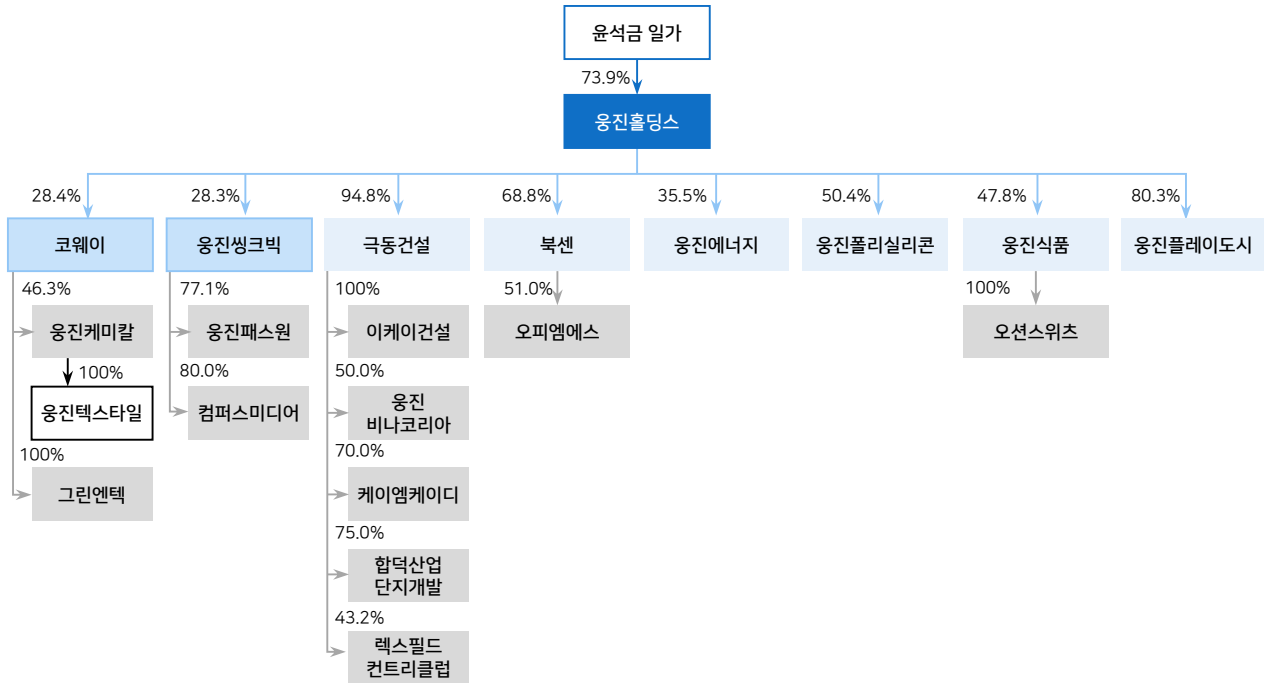 윤석금 일가
73.9%
웅진홀딩스
28.4%
28.3%
94.8%
68.8%
35.5%
50.4%
47.8%
80.3%
코웨이
웅진씽크빅
극동건설
북센
웅진에너지
웅진폴리실리콘
웅진식품
웅진플레이도시
46.3%
77.1%
100%
51.0%
100%
웅진케미칼
웅진패스원
이케이건설
오피엠에스
오션스위츠
100%
80.0%
50.0%
웅진텍스타일
컴퍼스미디어
웅진
비나코리아
100%
70.0%
그린엔텍
케이엠케이디
75.0%
합덕산업
단지개발
43.2%
렉스필드
컨트리클럽